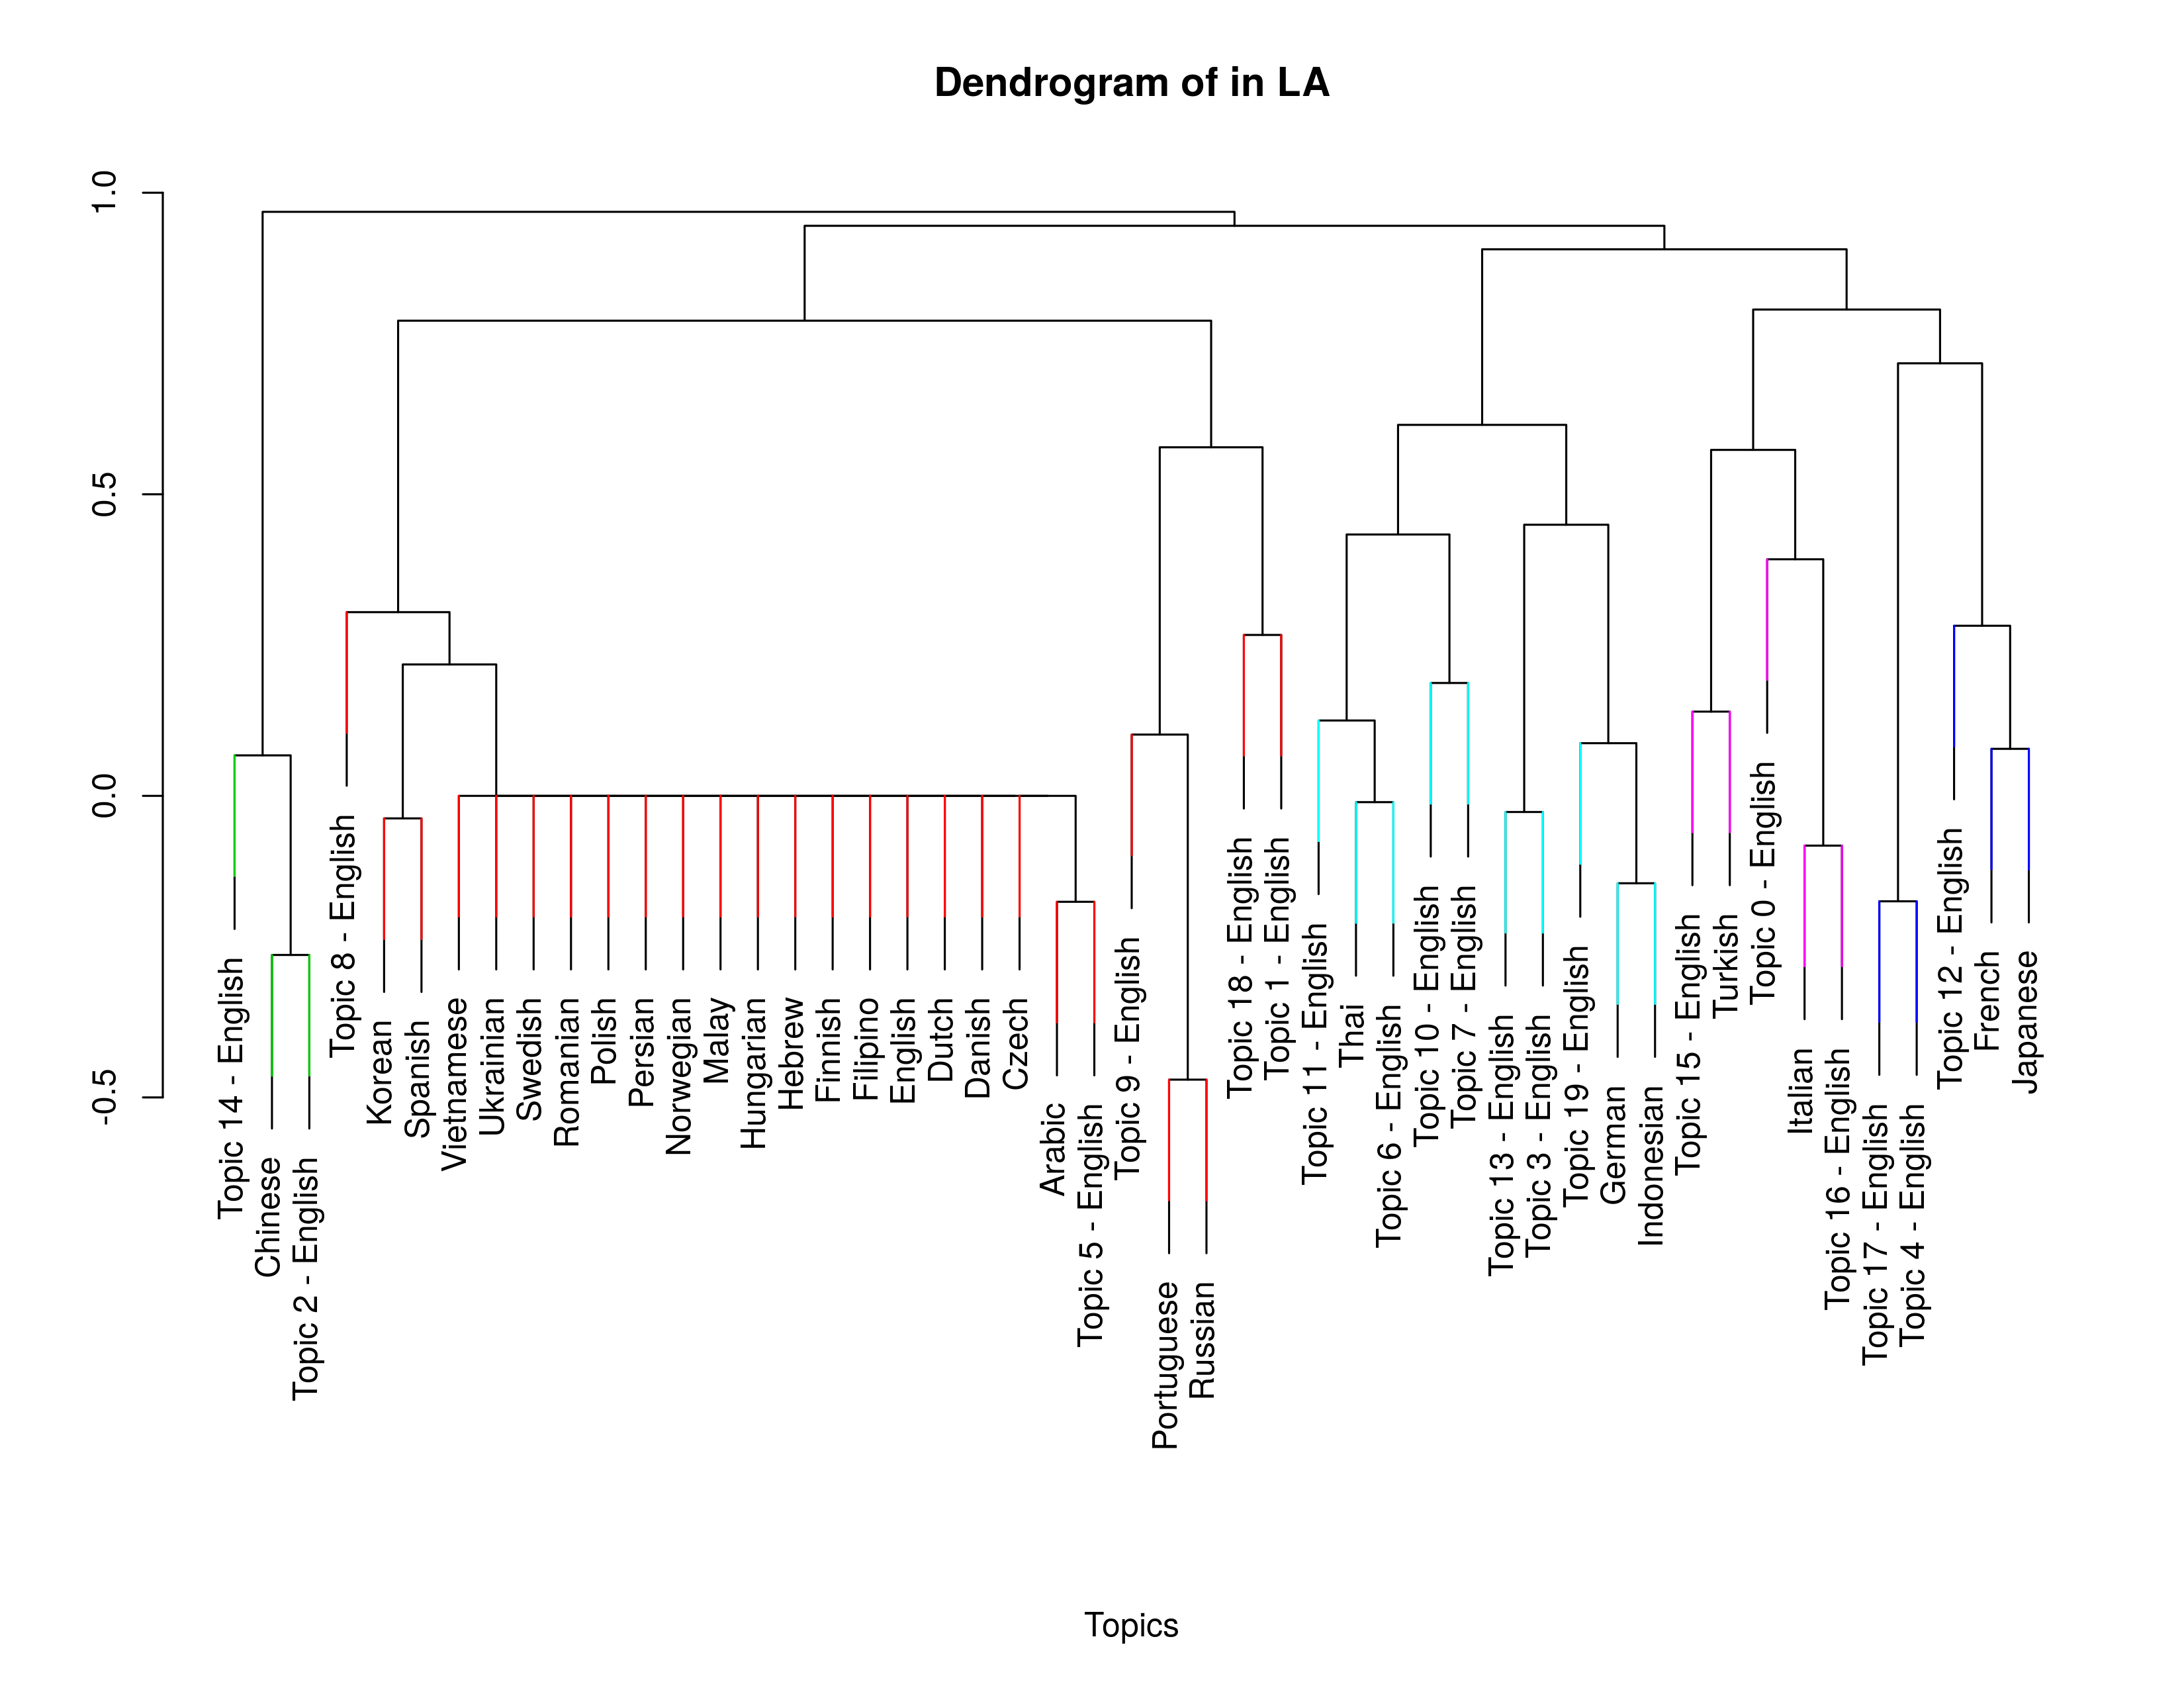 Dendrogram of in LA
1.0
0.5
0.0
-0.5
Topic 14 - English
Chinese
Topic 2 - English
Topic 8 - English
Korean
Spanish
Vietnamese
Ukrainian
Swedish
Romanian
Polish
Persian
Norwegian
Malay
Hungarian
Hebrew
Finnish
Filipino
English
Dutch
Danish
Czech
Arabic
Topic 5 - English
Topic 9 - English
Portuguese
Russian
Topic 18 - English
Topic 1 - English
Topic 11 - English
Thai
Topic 6 - English
Topic 10 - English
Topic 7 - English
Topic 13 - English
Topic 3 - English
Topic 19 - English
German
Indonesian
Topic 15 - English
Turkish
Topic 0 - English
Italian
Topic 16 - English
Topic 17 - English
Topic 4 - English
Topic 12 - English
French
Japanese
Topics